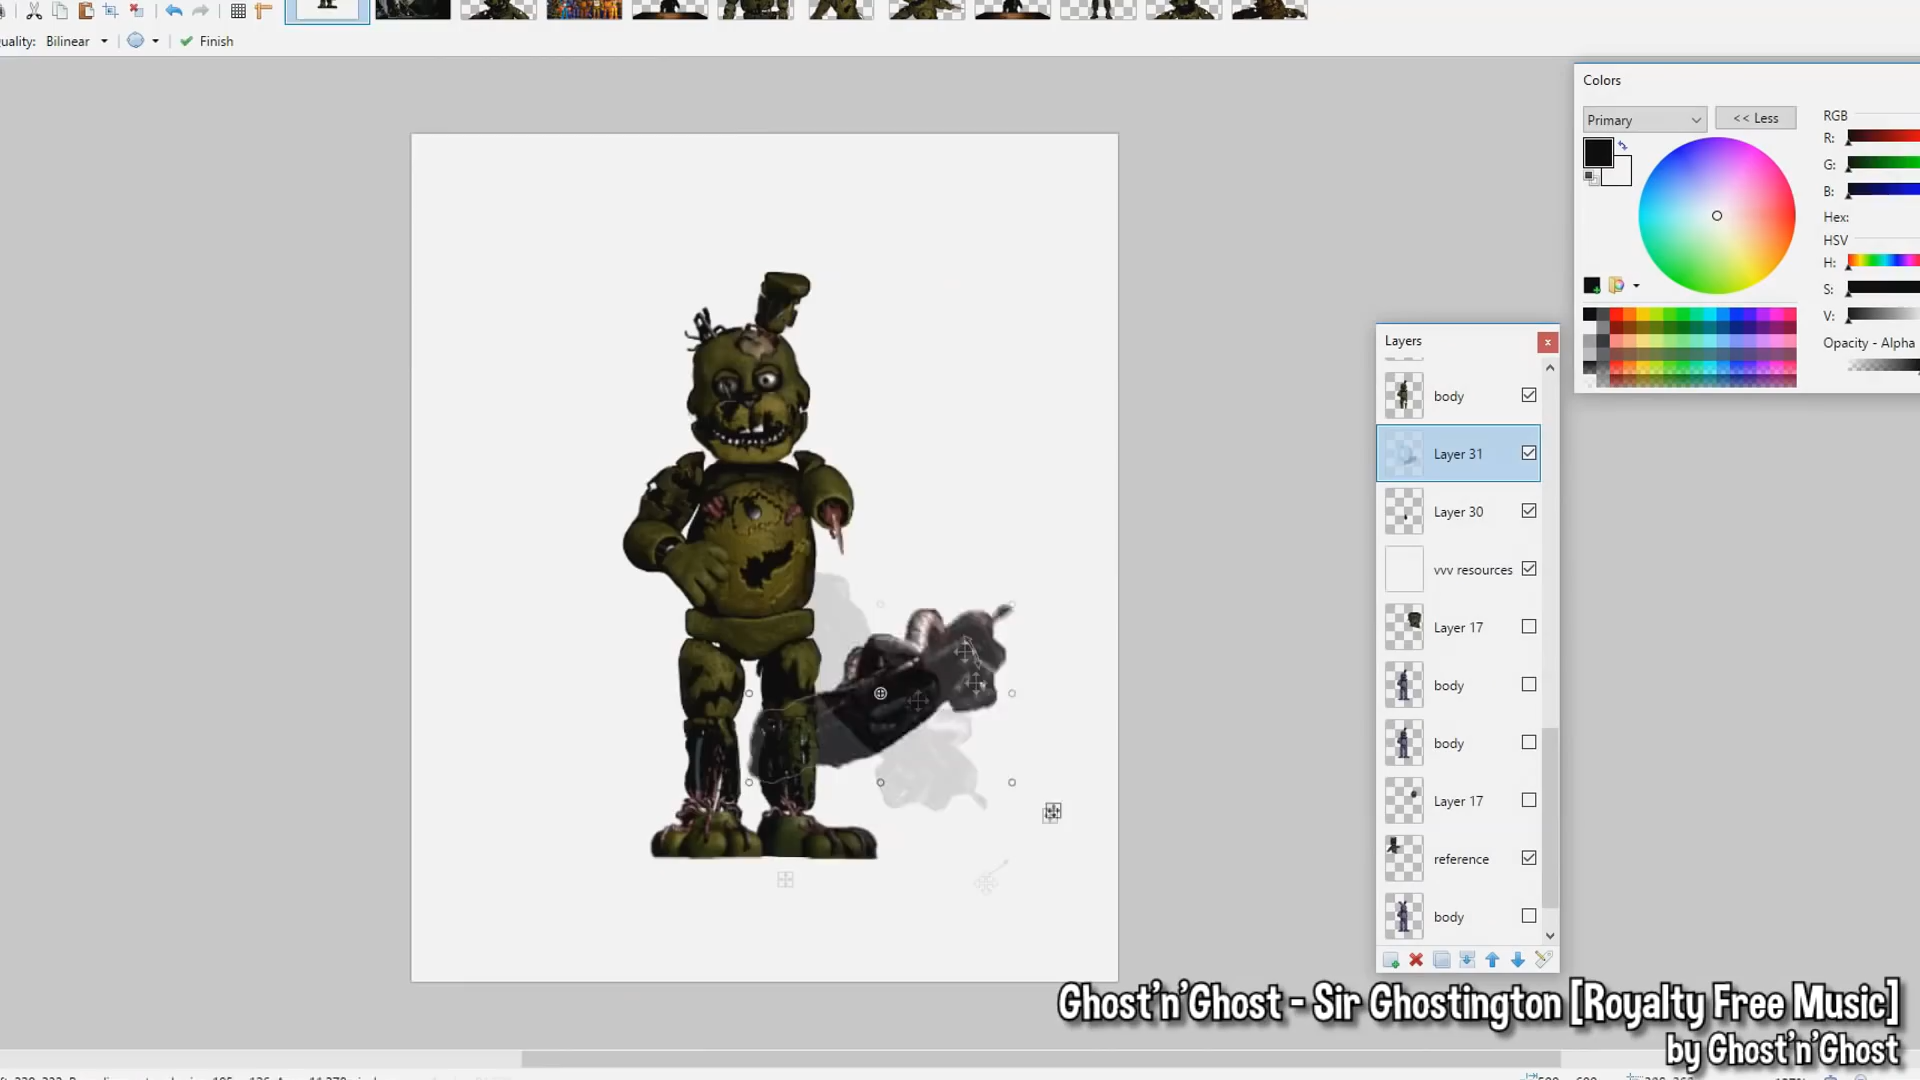 uality: Bilinear Finish
Colors
Primary
<< Less
RGB
R:
G:
B:
Hex:
HSV
H:
S:
V:
Opacity - Alpha
Layers
body
Layer 31
Layer 30
vvv resources
Layer 17
body
body
Layer 17
reference
body
Ghost'n'Ghost - Sir Ghostington [Royalty Free Music]
by Ghost'n'Ghost